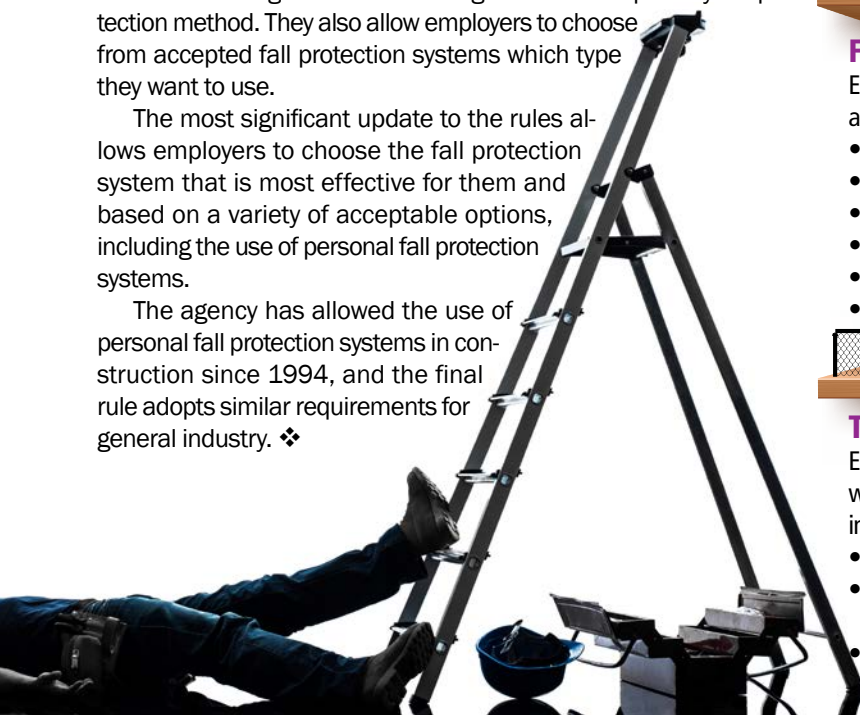 tection method. They also allow employers to choose
from accepted fall protection systems which type
they want to use.
The most significant update to the rules al-
lows employers to choose the fall protection
system that is most effective for them and
based on a variety of acceptable options,
including the use of personal fall protection
systems.
The agency has allowed the use of
personal fall protection systems in con-
struction since 1994, and the final
rule adopts similar requirements for
general industry. ❖